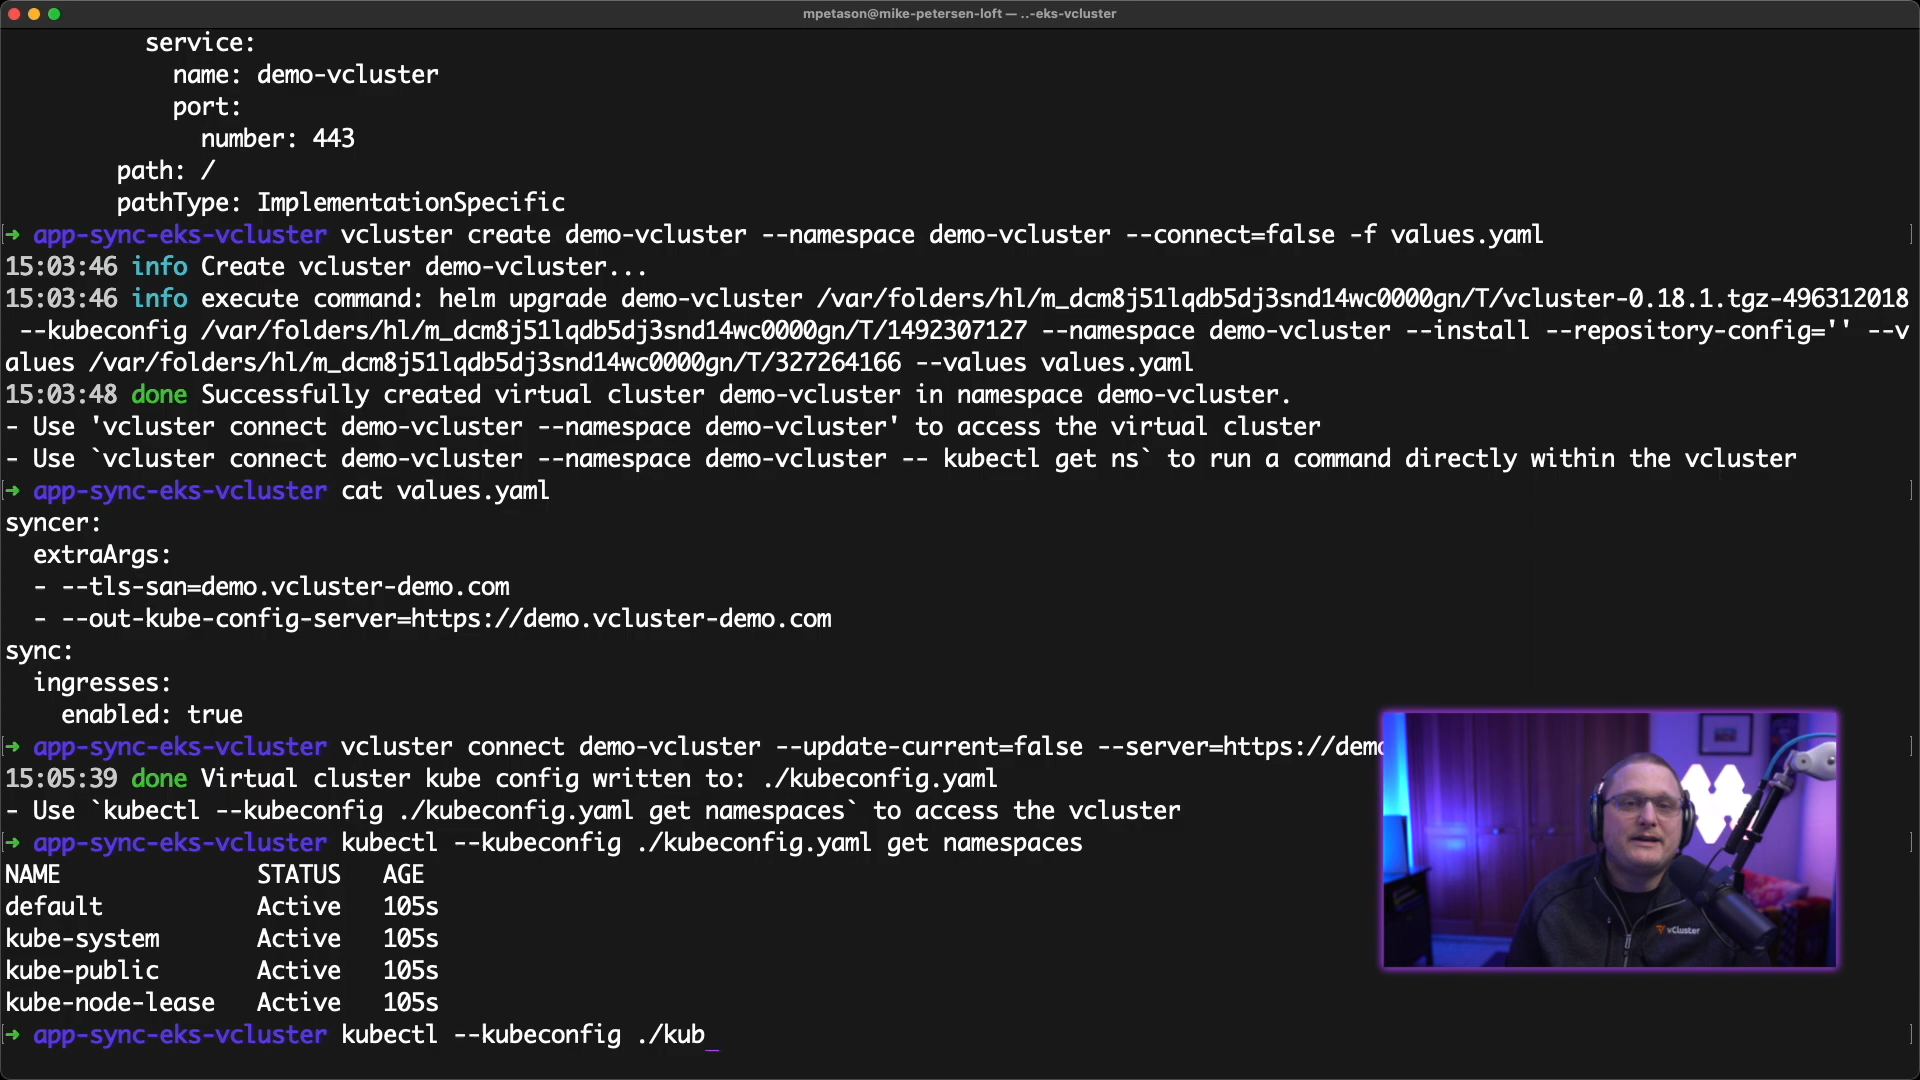 mpetason@mike-petersen-loft — ..-eks-vcluster
service:
name: demo-vcluster
port:
number: 443
path: /
pathType: ImplementationSpecific
→ app-sync-eks-vcluster vcluster create demo-vcluster --namespace demo-vcluster --connect=false -f values.yaml
15:03:46 info Create vcluster demo-vcluster...
15:03:46 info execute command: helm upgrade demo-vcluster /var/folders/hl/m_dcm8j51lqdb5dj3snd14wc0000gn/T/vcluster-0.18.1.tgz-496312018
--kubeconfig /var/folders/hl/m_dcm8j51lqdb5dj3snd14wc0000gn/T/1492307127 --namespace demo-vcluster --install --repository-config='' --v
alues /var/folders/hl/m_dcm8j51lqdb5dj3snd14wc0000gn/T/327264166 --values values.yaml
15:03:48 done Successfully created virtual cluster demo-vcluster in namespace demo-vcluster.
- Use 'vcluster connect demo-vcluster --namespace demo-vcluster' to access the virtual cluster
- Use `vcluster connect demo-vcluster --namespace demo-vcluster -- kubectl get ns` to run a command directly within the vcluster
→ app-sync-eks-vcluster cat values.yaml
syncer:
extraArgs:
- --tls-san=demo.vcluster-demo.com
- --out-kube-config-server=https://demo.vcluster-demo.com
sync:
ingresses:
enabled: true
→ app-sync-eks-vcluster vcluster connect demo-vcluster --update-current=false --server=https://demo
15:05:39 done Virtual cluster kube config written to: ./kubeconfig.yaml
- Use `kubectl --kubeconfig ./kubeconfig.yaml get namespaces` to access the vcluster
→ app-sync-eks-vcluster kubectl --kubeconfig ./kubeconfig.yaml get namespaces
NAME STATUS AGE
default Active 105s
kube-system Active 105s
kube-public Active 105s
kube-node-lease Active 105s
→ app-sync-eks-vcluster kubectl --kubeconfig ./kub_
vCluster